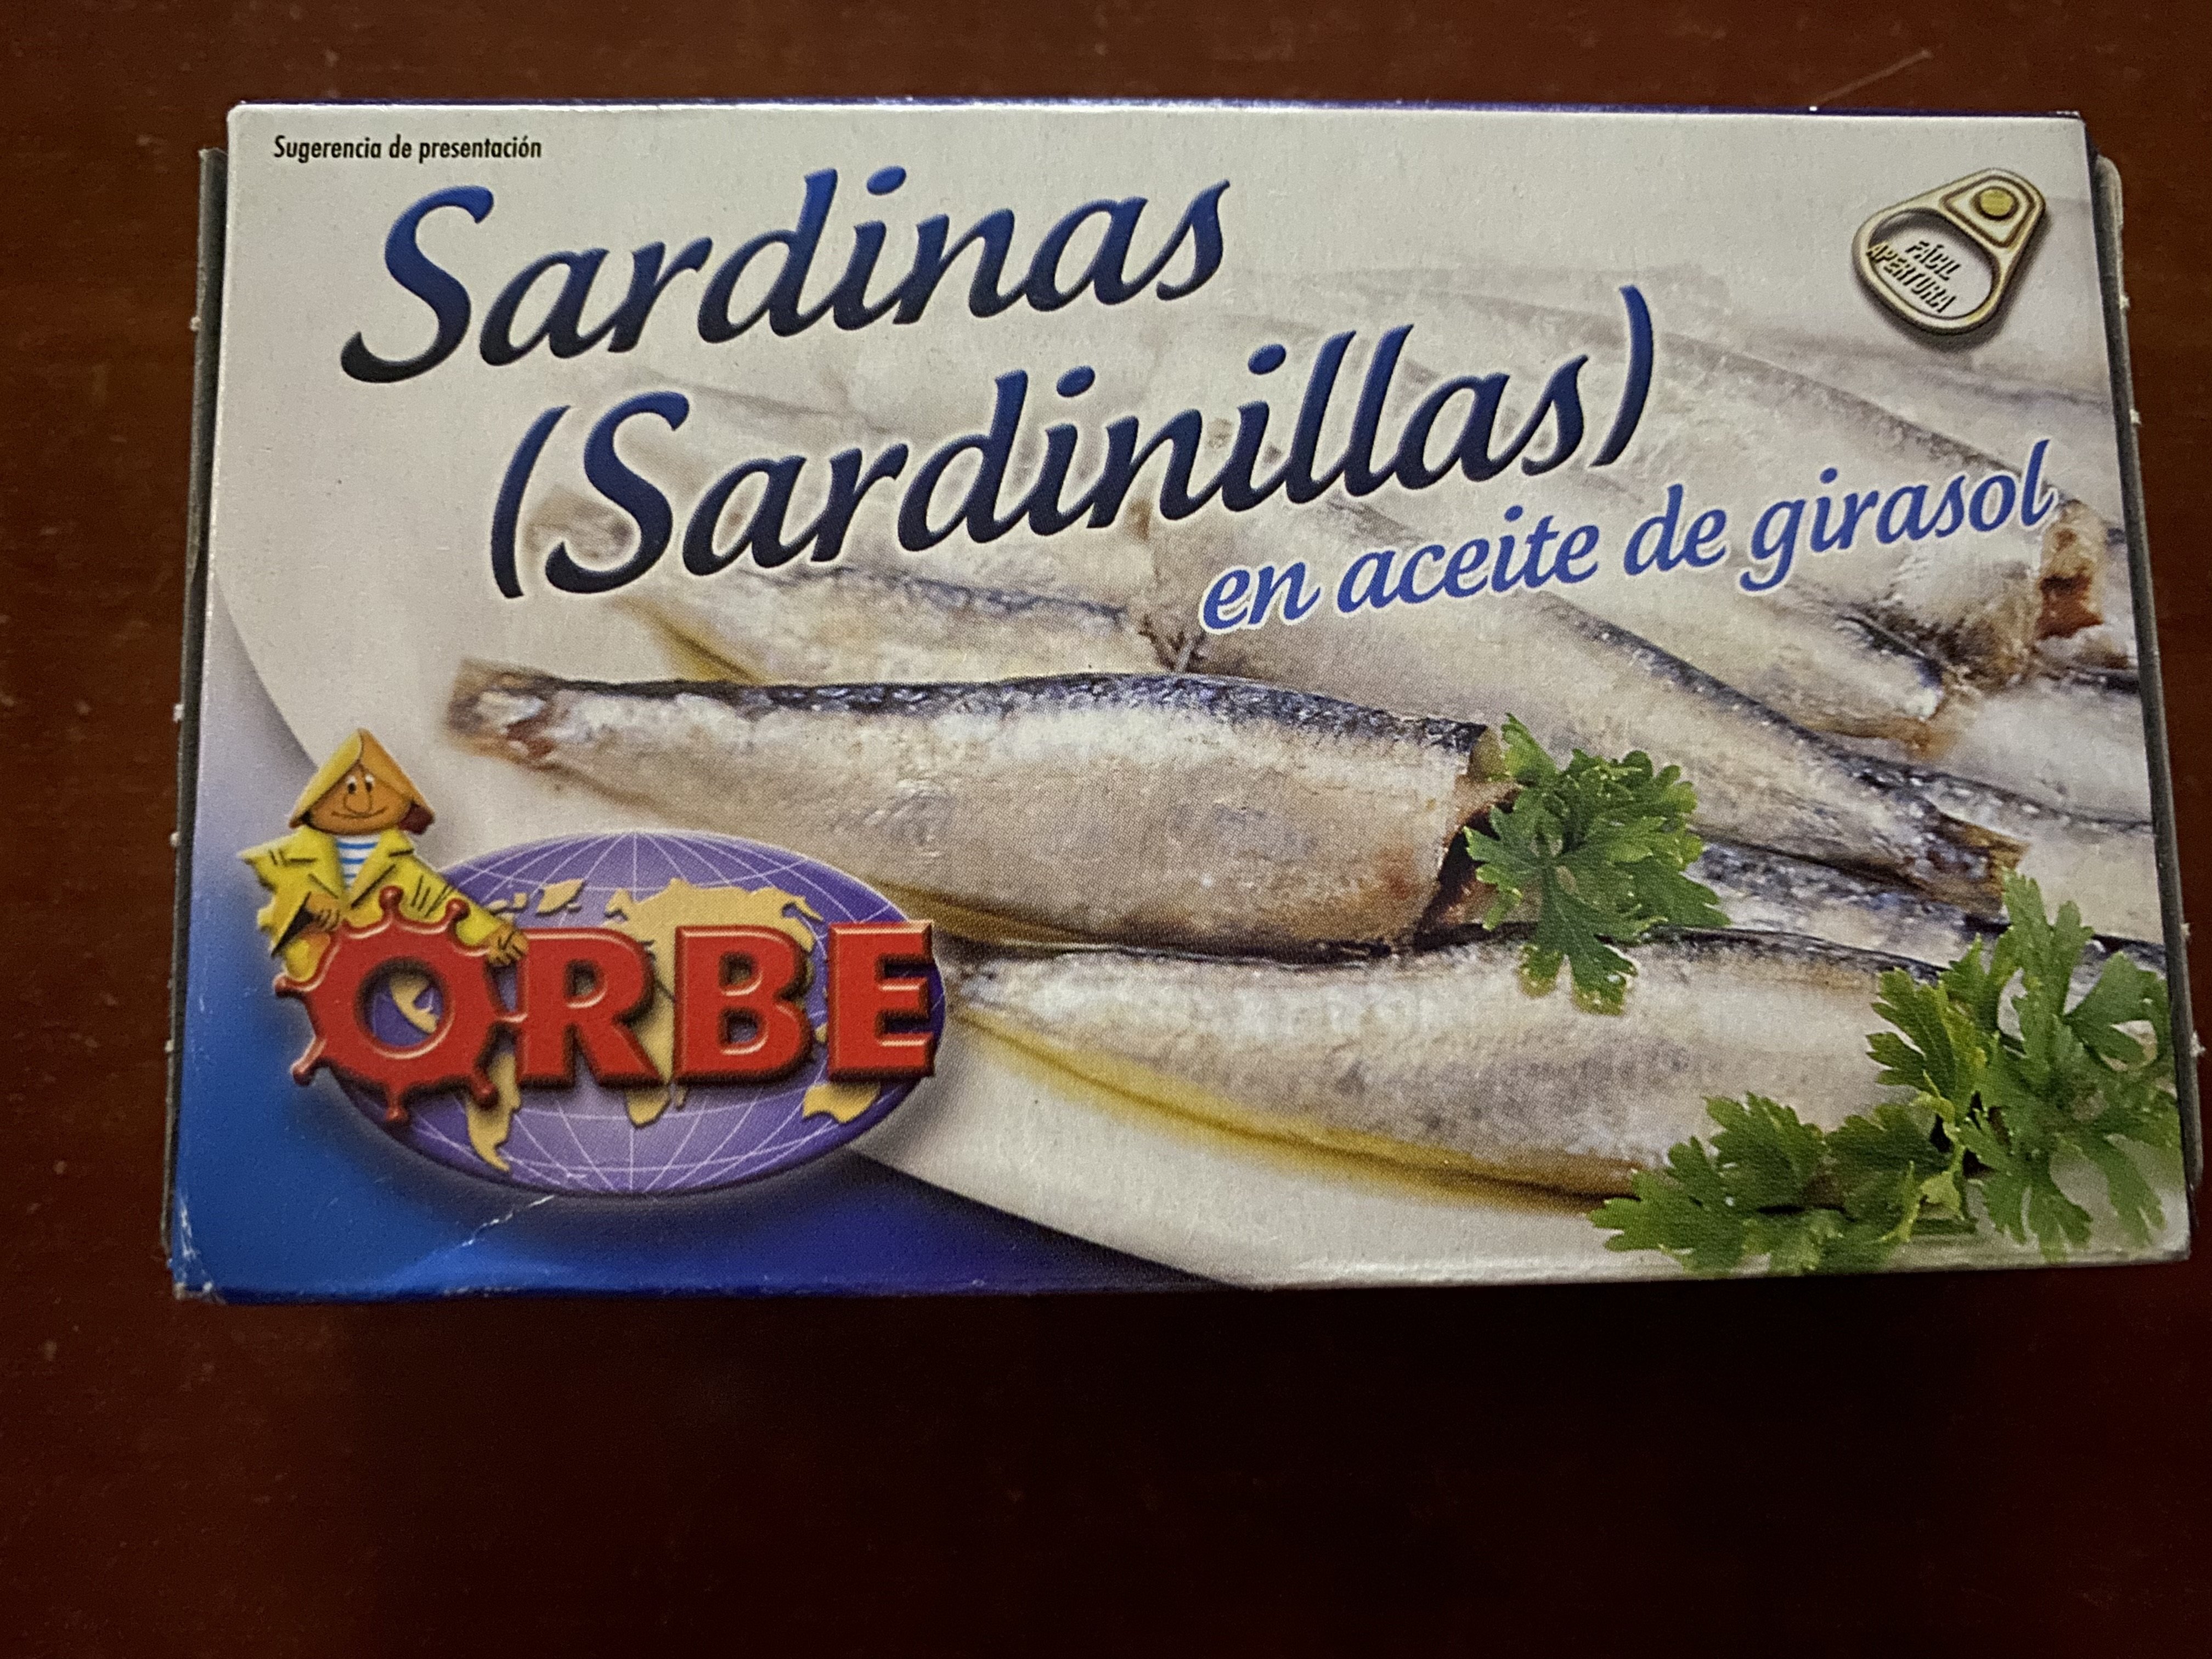 Sugerencia de presentación
Sardinas
(Sardinillas)
en aceite de girasol
FÁCIL
APERTURA
ORBE